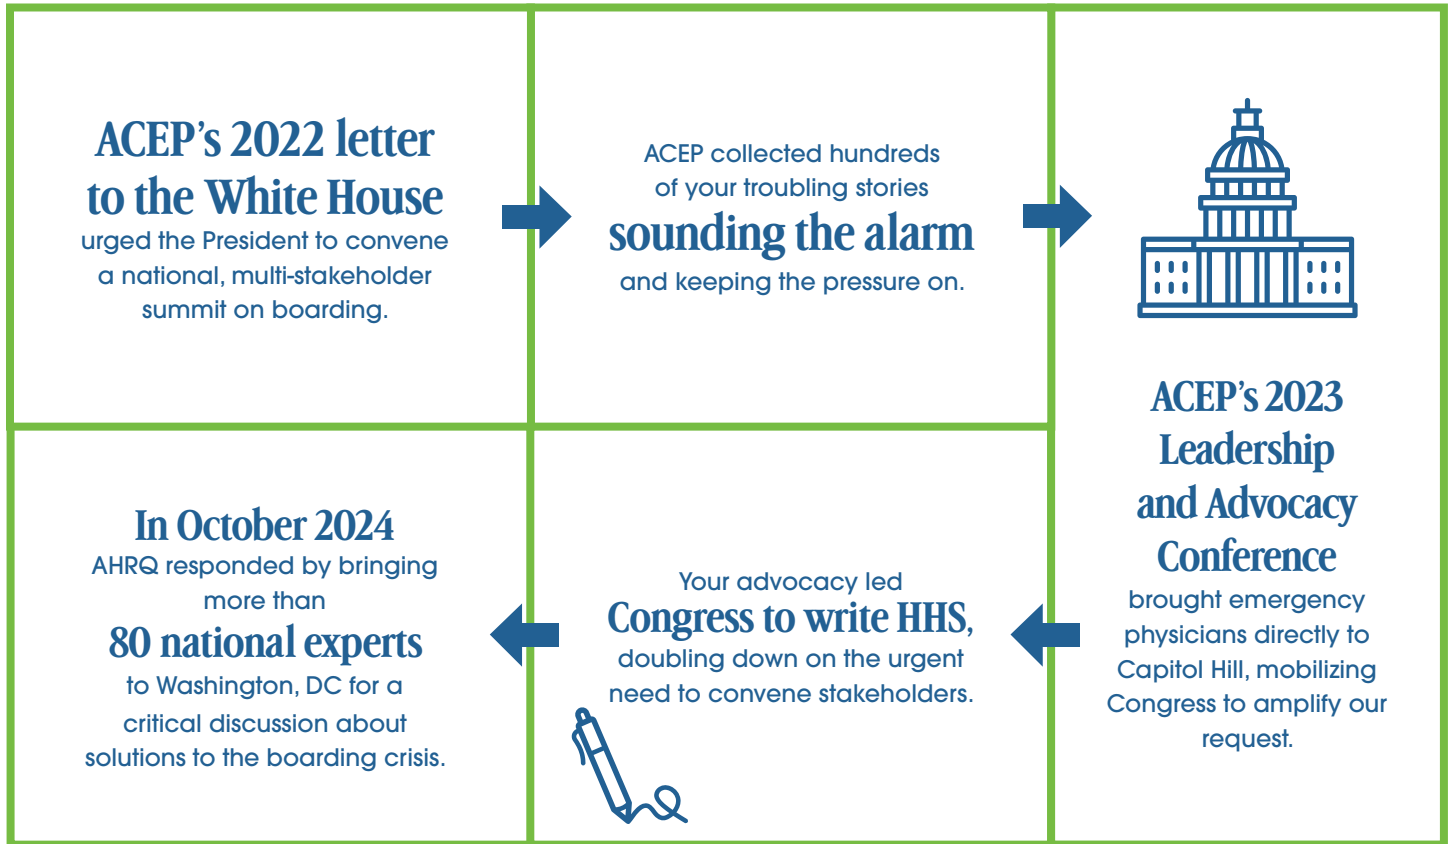 ACEP’s 2022 letter
to the White House
urged the President to convene
a national, multi-stakeholder
summit on boarding.
ACEP collected hundreds
of your troubling stories
sounding the alarm
and keeping the pressure on.
ACEP’s 2023
Leadership
and Advocacy
Conference
brought emergency
physicians directly to
Capitol Hill, mobilizing
Congress to amplify our
request.
Your advocacy led
Congress to write HHS,
doubling down on the urgent
need to convene stakeholders.
In October 2024
AHRQ responded by bringing
more than
80 national experts
to Washington, DC for a
critical discussion about
solutions to the boarding crisis.